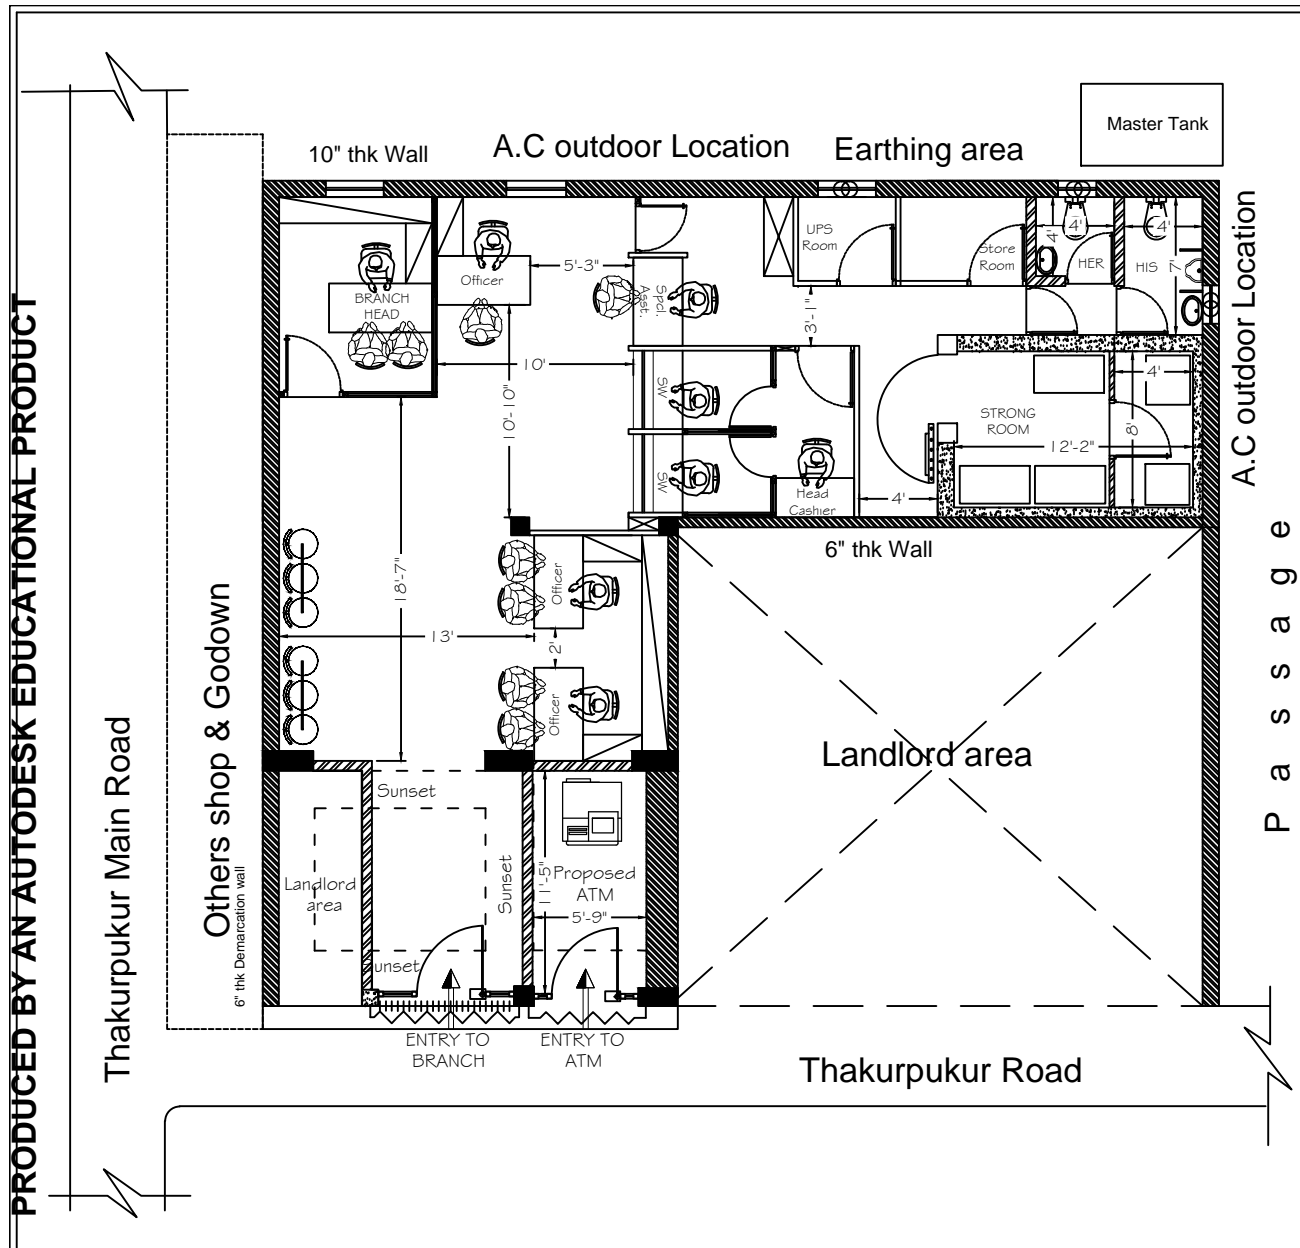 PRODUCED BY AN AUTODESK EDUCATIONAL PRODUCT
Master Tank
10" thk Wall
A.C outdoor Location
Earthing area
A.C outdoor Location
UPS
Room
Store
Room
4'
4'
HER
4'
HIS
7'
Officer
5'-3"
Spcl.
Asst.
BRANCH
HEAD
3'-1"
10'
10'-10"
SW
SW
STRONG
ROOM
4'
8'
12'-2"
Head
Cashier
4'
6" thk Wall
Passage
18'-7"
13'
Officer
2'
Officer
Others shop & Godown
6" thk Demarcation wall
Thakurpukur Main Road
Landlord area
Sunset
Landlord
area
Sunset
Sunset
11'-5"
Proposed
ATM
5'-9"
ENTRY TO
BRANCH
ENTRY TO
ATM
Thakurpukur Road